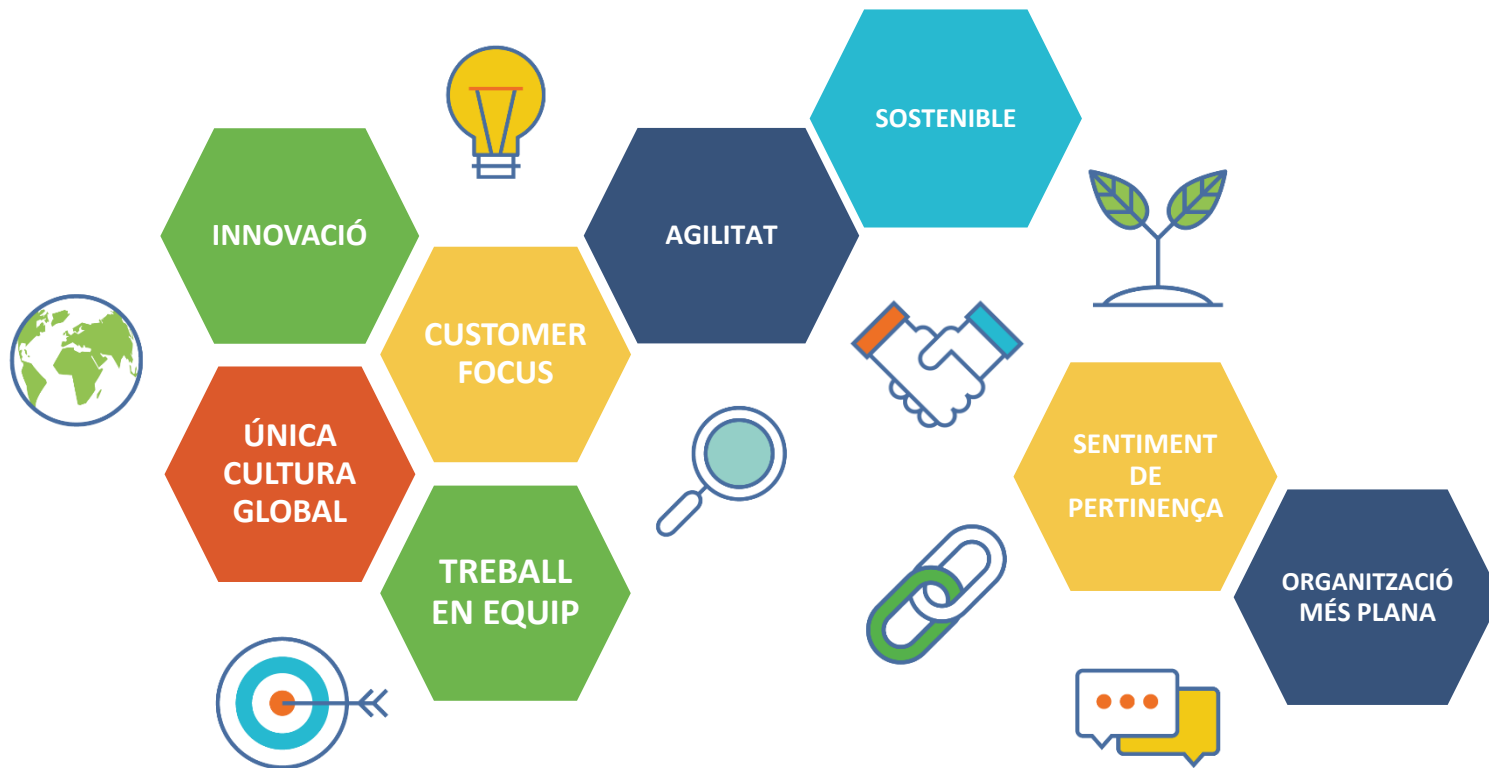 SOSTENIBLE
INNOVACIÓ
AGILITAT
CUSTOMER
FOCUS
ÚNICA
CULTURA
GLOBAL
SENTIMENT
DE
PERTINENÇA
TREBALL
EN EQUIP
ORGANITZACIÓ
MÉS PLANA